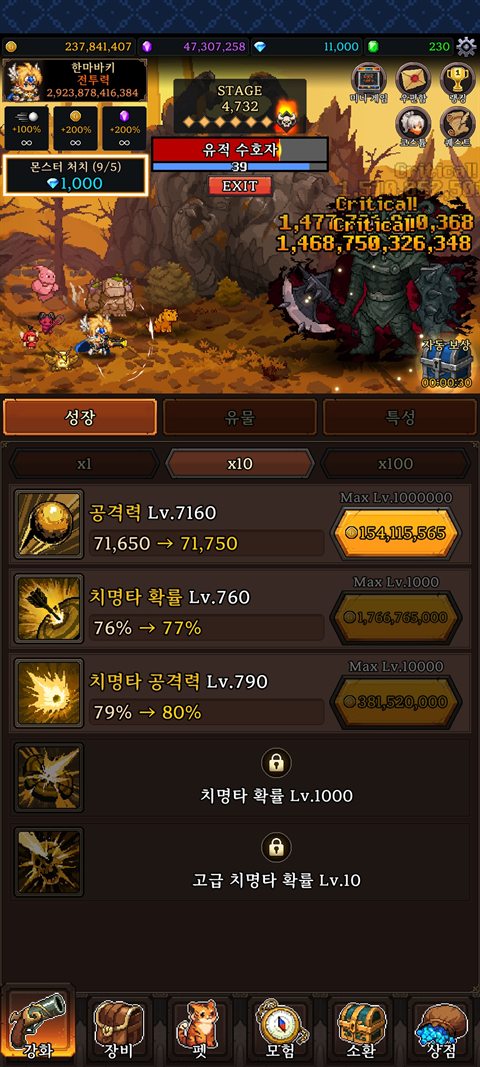 237,841,407
47,307,258
11,000
230
한마바키
전투력
2,923,878,416,384
+100%
+200%
+200%
∞
∞
∞
몬스터 처치 (9/5)
1,000
STAGE
4,732
유적 수호자
39
EXIT
미니 게임
우편함
랭킹
코스튬
퀘스트
Critical!
Critical!
Critical!
1,468,750,326,348
자동 보상
00:00:30
성장
유물
특성
x1
x10
x100
공격력 Lv.7160
71,650 → 71,750
Max Lv.1000000
154,115,565
치명타 확률 Lv.760
76% → 77%
Max Lv.1000
1,766,765,000
치명타 공격력 Lv.790
79% → 80%
Max Lv.10000
381,520,000
치명타 확률 Lv.1000
고급 치명타 확률 Lv.10
강화
장비
펫
모험
소환
상점